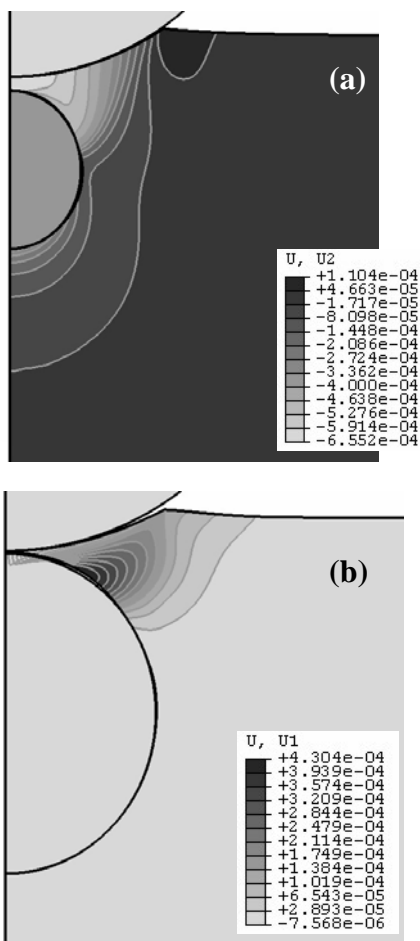 (a)
U, U2
+1.104e-04
+4.663e-05
-1.717e-05
-8.098e-05
-1.448e-04
-2.086e-04
-2.724e-04
-3.362e-04
-4.000e-04
-4.638e-04
-5.276e-04
-5.914e-04
-6.552e-04
(b)
U, U1
+4.304e-04
+3.939e-04
+3.574e-04
+3.209e-04
+2.844e-04
+2.479e-04
+2.114e-04
+1.749e-04
+1.384e-04
+1.019e-04
+6.543e-05
+2.893e-05
-7.568e-06